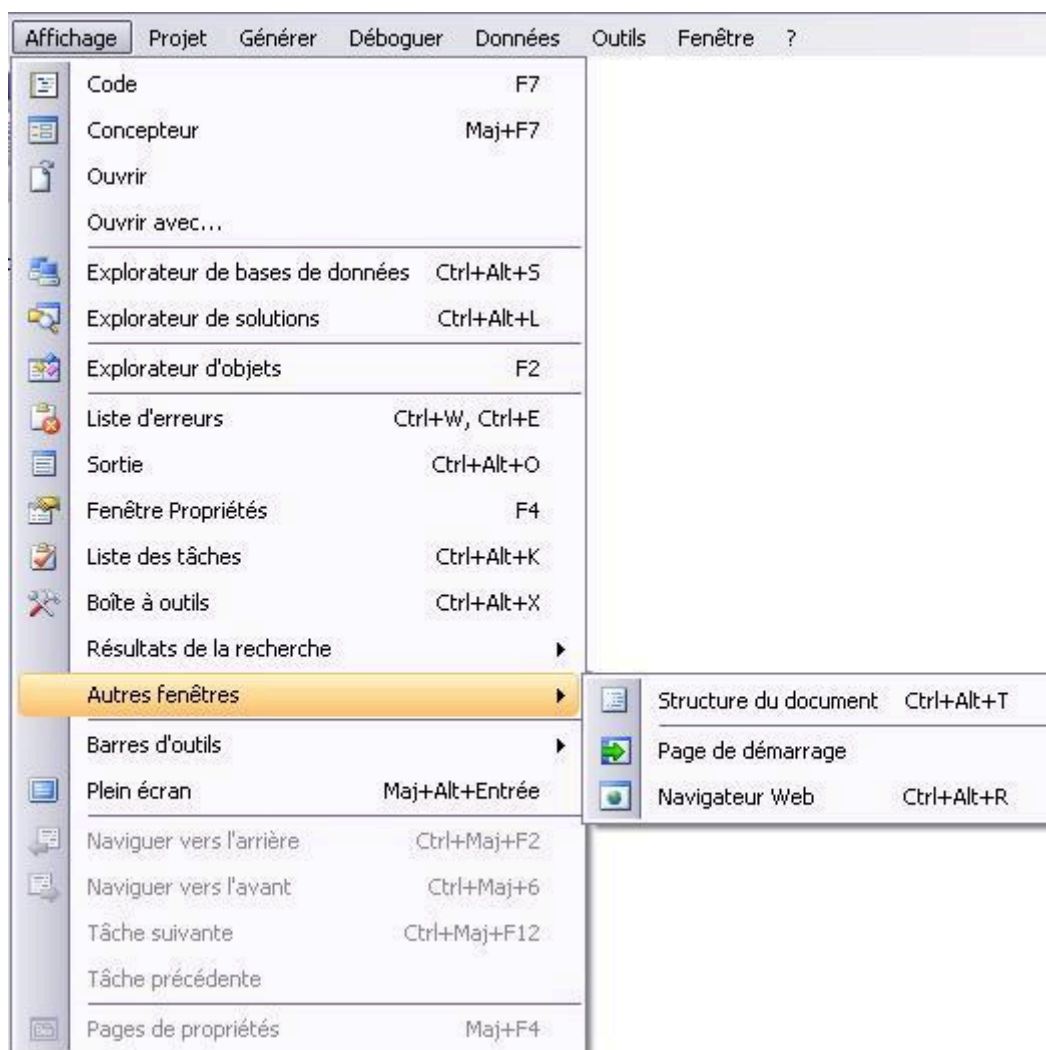 Affichage Projet Générer Déboguer Données Outils Fenêtre ?
Code F7
Concepteur Maj+F7
Ouvrir
Ouvrir avec...
Explorateur de bases de données Ctrl+Alt+S
Explorateur de solutions Ctrl+Alt+L
Explorateur d'objets F2
Liste d'erreurs Ctrl+W, Ctrl+E
Sortie Ctrl+Alt+O
Fenêtre Propriétés F4
Liste des tâches Ctrl+Alt+K
Boîte à outils Ctrl+Alt+X
Résultats de la recherche
Autres fenêtres
Structure du document Ctrl+Alt+T
Page de démarrage
Navigateur Web Ctrl+Alt+R
Barres d'outils
Plein écran Maj+Alt+Entrée
Naviguer vers l'arrière Ctrl+Maj+F2
Naviguer vers l'avant Ctrl+Maj+6
Tâche suivante Ctrl+Maj+F12
Tâche précédente
Pages de propriétés Maj+F4